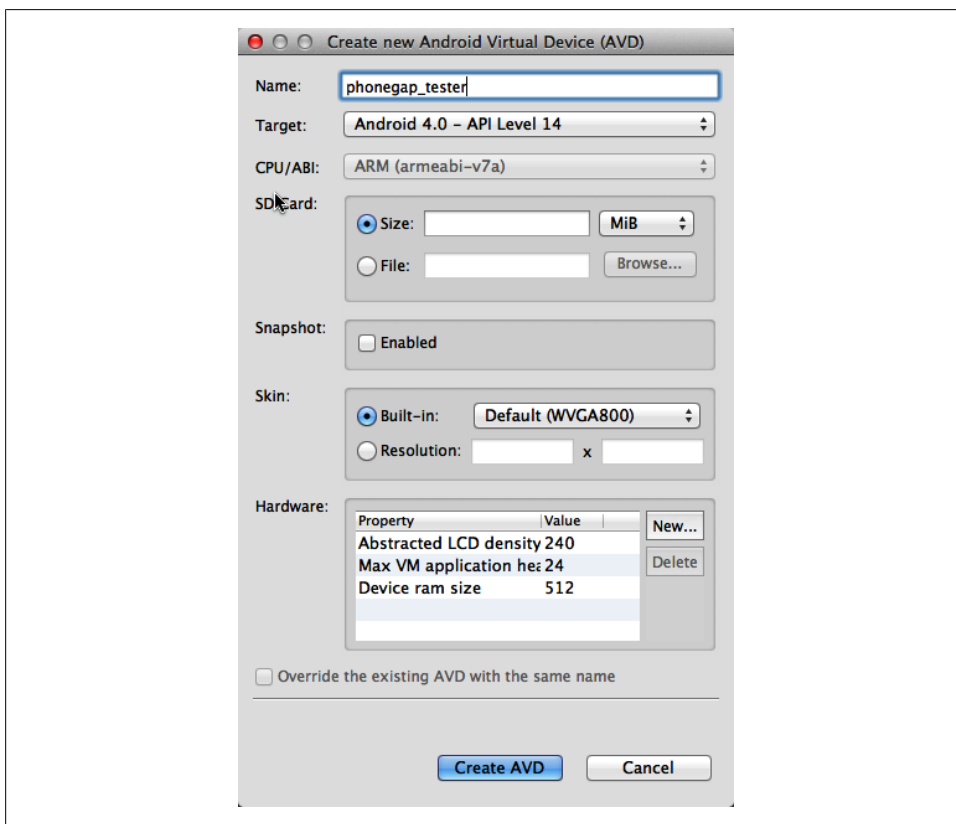 Create new Android Virtual Device (AVD)
Name: phonegap_tester
Target: Android 4.0 – API Level 14
CPU/ABI: ARM (armeabi-v7a)
SD Card:
Size: MiB
File: Browse...
Snapshot:
Enabled
Skin:
Built-in: Default (WVGA800)
Resolution: x
Hardware:
Property Value New...
Abstracted LCD density 240
Max VM application hea 24 Delete
Device ram size 512
Override the existing AVD with the same name
Create AVD Cancel